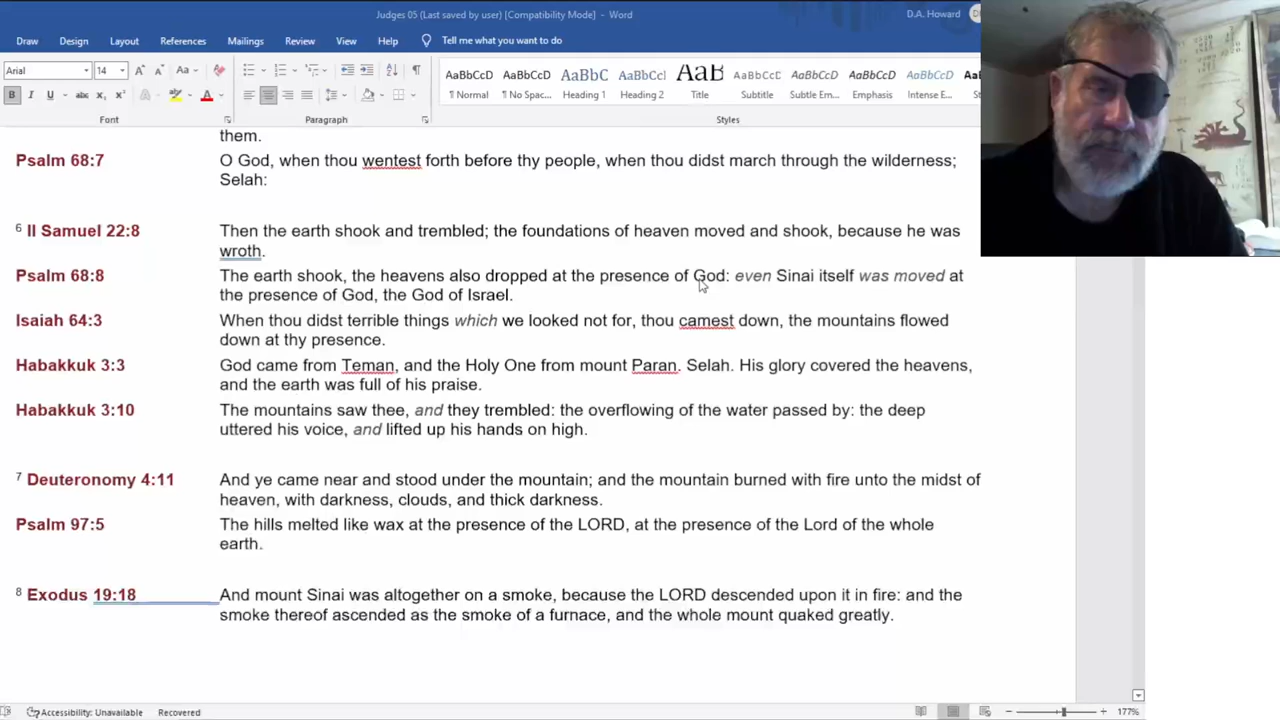 Judges 05 (Last saved by user) [Compatibility Mode] - Word
D.A. Howard
Draw Design Layout References Mailings Review View Help Tell me what you want to do
Arial 14
AaBbCcD AaBbCcD AaBbC AaBbCcl AaB AaBbCcD AaBbCcD AaBbCcD AaBbCcD
¶ Normal ¶ No Spac... Heading 1 Heading 2 Title Subtitle Subtle Em... Emphasis Intense E...
Font Paragraph Styles
them.
Psalm 68:7 O God, when thou wentest forth before thy people, when thou didst march through the wilderness;
Selah:
6 II Samuel 22:8 Then the earth shook and trembled; the foundations of heaven moved and shook, because he was
wroth.
Psalm 68:8 The earth shook, the heavens also dropped at the presence of God: even Sinai itself was moved at
the presence of God, the God of Israel.
Isaiah 64:3 When thou didst terrible things which we looked not for, thou camest down, the mountains flowed
down at thy presence.
Habakkuk 3:3 God came from Teman, and the Holy One from mount Paran. Selah. His glory covered the heavens,
and the earth was full of his praise.
Habakkuk 3:10 The mountains saw thee, and they trembled: the overflowing of the water passed by: the deep
uttered his voice, and lifted up his hands on high.
7 Deuteronomy 4:11 And ye came near and stood under the mountain; and the mountain burned with fire unto the midst of
heaven, with darkness, clouds, and thick darkness.
Psalm 97:5 The hills melted like wax at the presence of the LORD, at the presence of the Lord of the whole
earth.
8 Exodus 19:18 And mount Sinai was altogether on a smoke, because the LORD descended upon it in fire: and the
smoke thereof ascended as the smoke of a furnace, and the whole mount quaked greatly.
Accessibility: Unavailable Recovered 177%